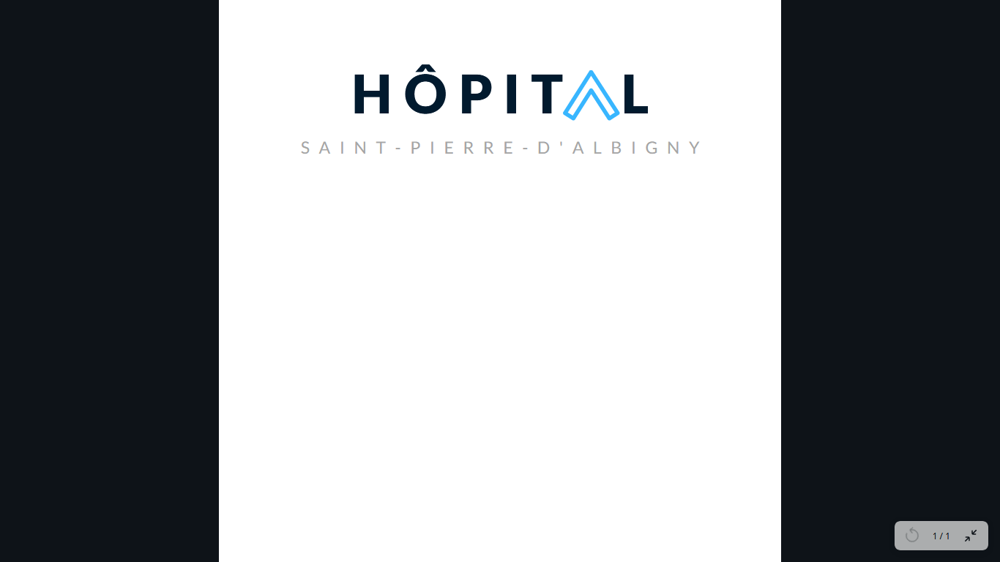 HÔPITAL
SAINT-PIERRE-D'ALBIGNY
1 / 1